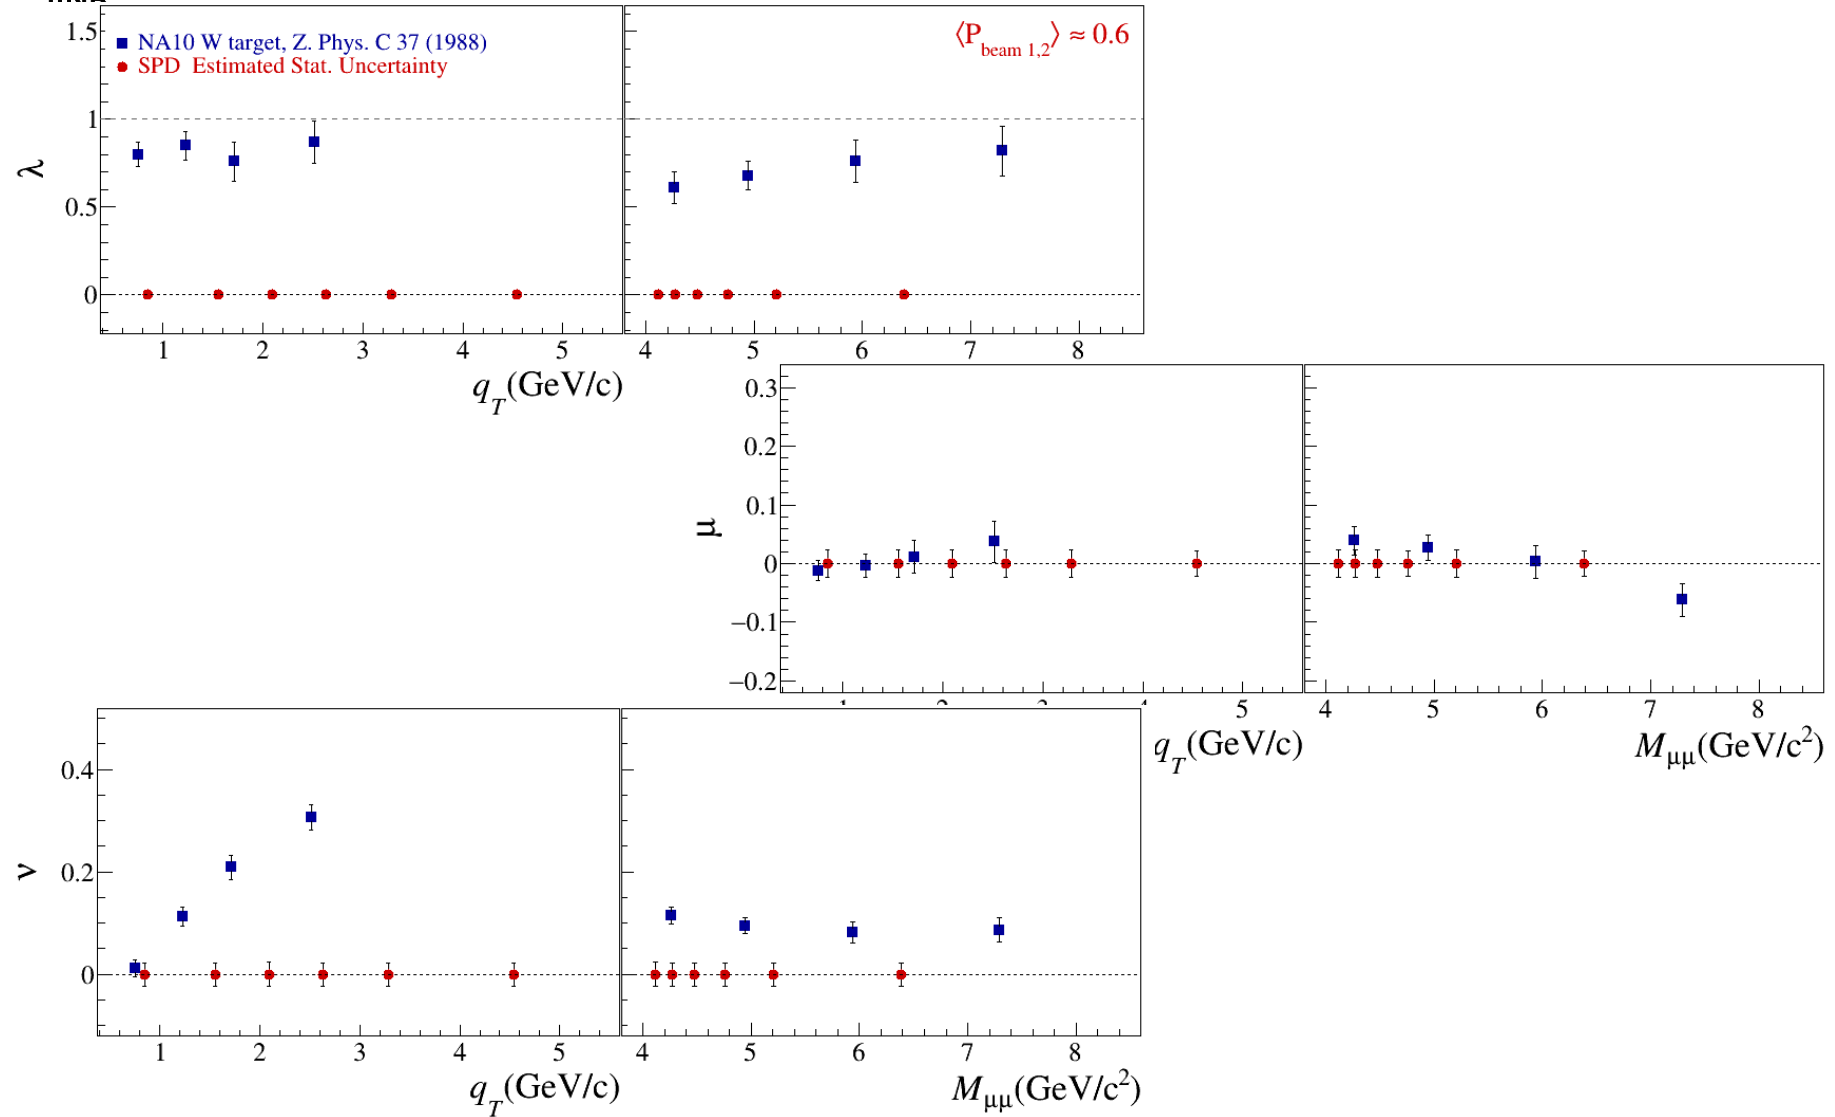 1.5
■ NA10 W target, Z. Phys. C 37 (1988)
● SPD Estimated Stat. Uncertainty
⟨P_beam 1,2⟩ ≈ 0.6
1
λ
0.5
0
1 2 3 4 5
4 5 6 7 8
q_T (GeV/c)
0.3
0.2
0.1
μ
0
−0.1
−0.2
5
4 5 6 7 8
q_T (GeV/c)
M_μμ (GeV/c²)
0.4
ν
0.2
0
1 2 3 4 5
4 5 6 7 8
q_T (GeV/c)
M_μμ (GeV/c²)